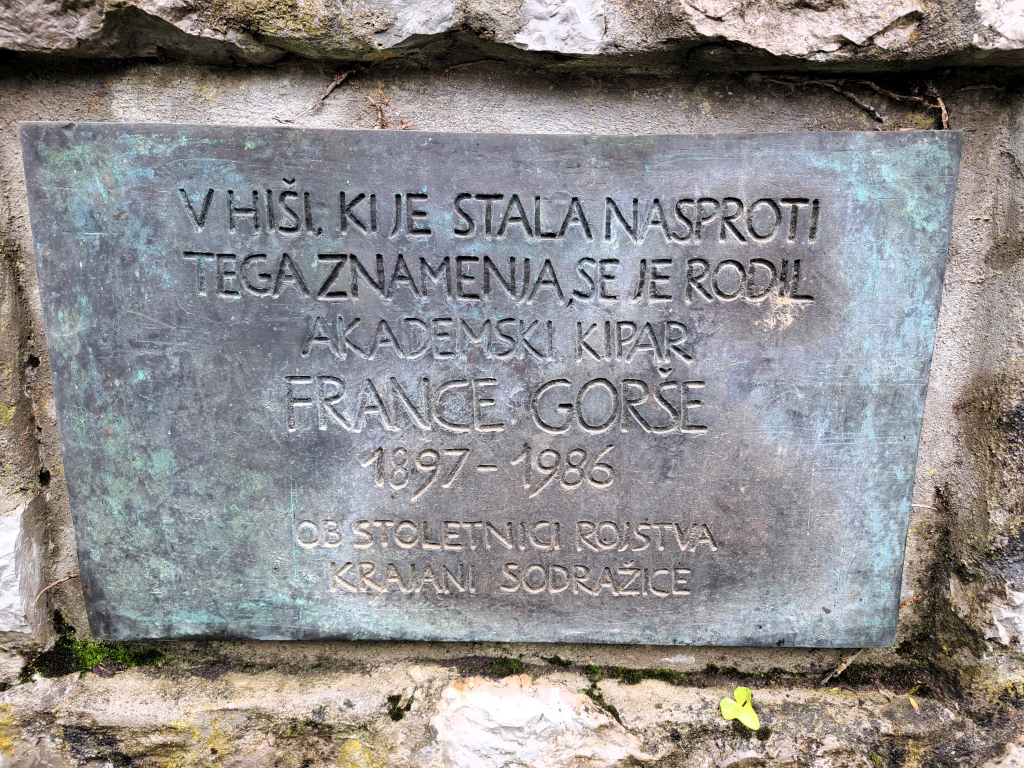 V HIŠI, KI JE STALA NASPROTI
TEGA ZNAMENJA, SE JE RODIL
AKADEMSKI KIPAR
FRANCE GORŠE
1897 – 1986
OB STOLETNICI ROJSTVA
KRAJANI SODRAŽICE